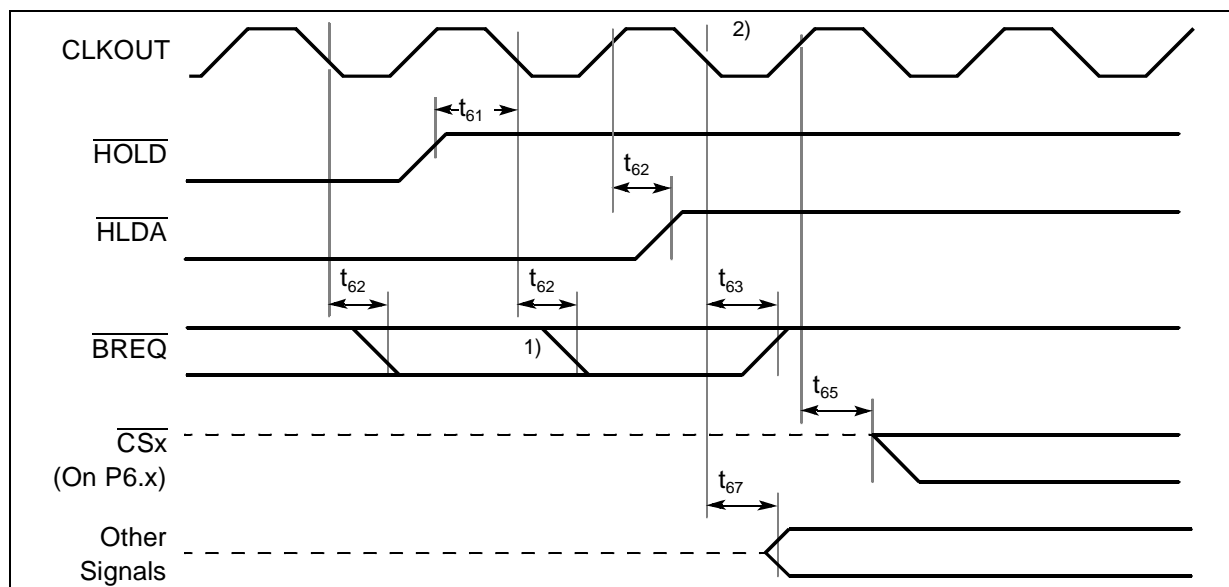 CLKOUT
2)
t61
HOLD
t62
HLDA
t62
t62
t63
BREQ
1)
t65
CSx
(On P6.x)
t67
Other
Signals